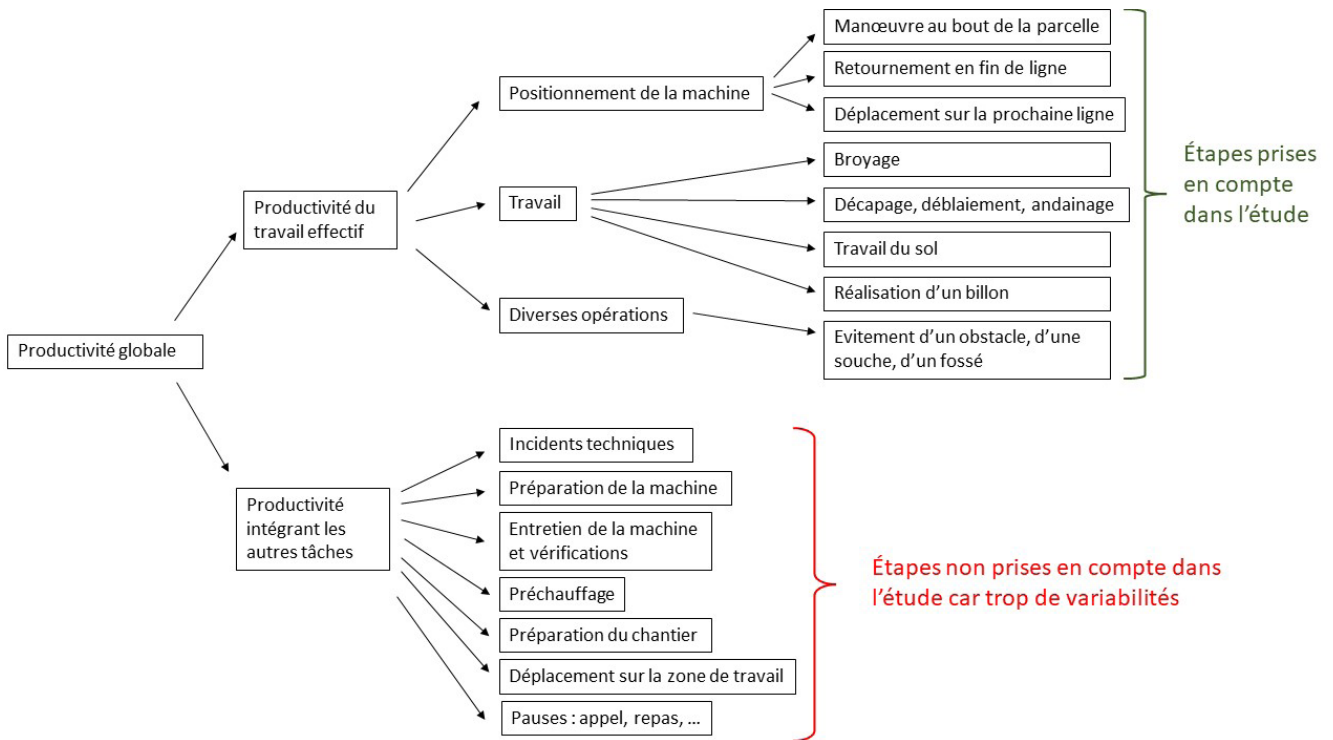 Manœuvre au bout de la parcelle
Retournement en fin de ligne
Positionnement de la machine
Déplacement sur la prochaine ligne
Étapes prises
en compte
dans l’étude
Broyage
Productivité du
travail effectif
Travail
Décapage, déblaiement, andainage
Travail du sol
Réalisation d’un billon
Diverses opérations
Evitement d’un obstacle, d’une
souche, d’un fossé
Productivité globale
Incidents techniques
Préparation de la machine
Productivité
intégrant les
autres tâches
Entretien de la machine
et vérifications
Préchauffage
Préparation du chantier
Déplacement sur la zone de travail
Pauses : appel, repas, ...
Étapes non prises en compte dans
l’étude car trop de variabilités